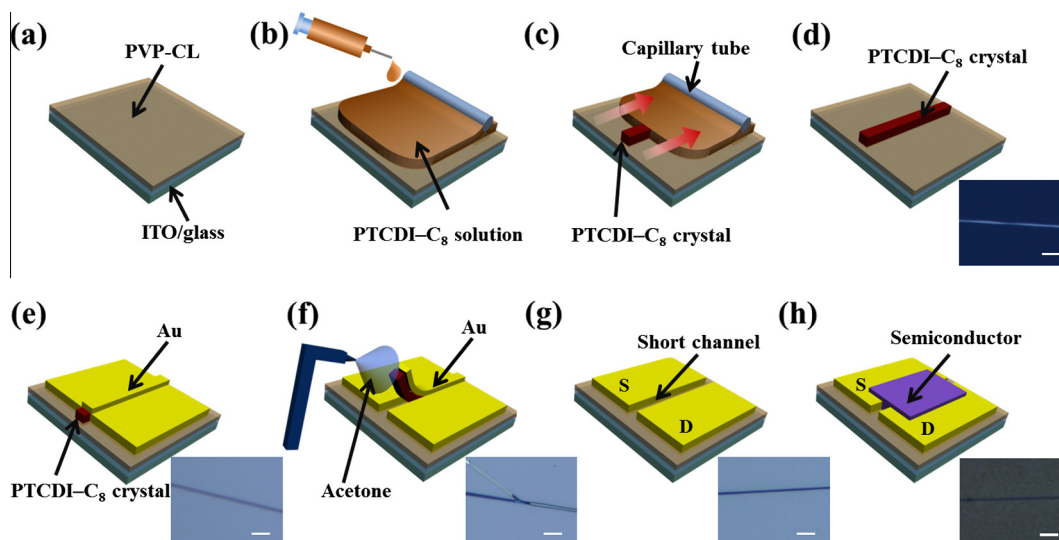 (a)
PVP-CL
ITO/glass
(b)
PTCDI–C₈ solution
(c)
Capillary tube
PTCDI–C₈ crystal
(d)
PTCDI–C₈ crystal
(e)
Au
PTCDI–C₈ crystal
(f)
Au
Acetone
(g)
Short channel
S
D
(h)
Semiconductor
S
D